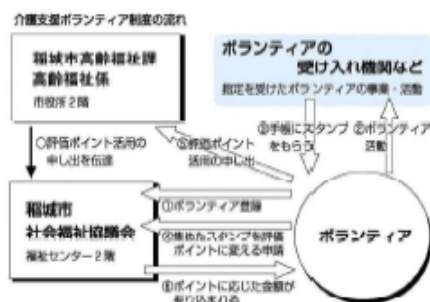 介護支援ボランティア制度の流れ
稲城市高齢福祉課
高齢福祉係
市役所2階
ボランティアの
受け入れ機関など
指定を受けたボランティアの事業・活動
③手帳にスタンプ
をもらう
②ボランティア
活動
○評価ポイント活用の
申し出を伝達
⑤評価ポイント
活用の申し出
稲城市
社会福祉協議会
福祉センター2階
①ボランティア登録
④集めたスタンプを評価
ポイントに変える申請
ボランティア
⑥ポイントに応じた金額が
振り込まれる